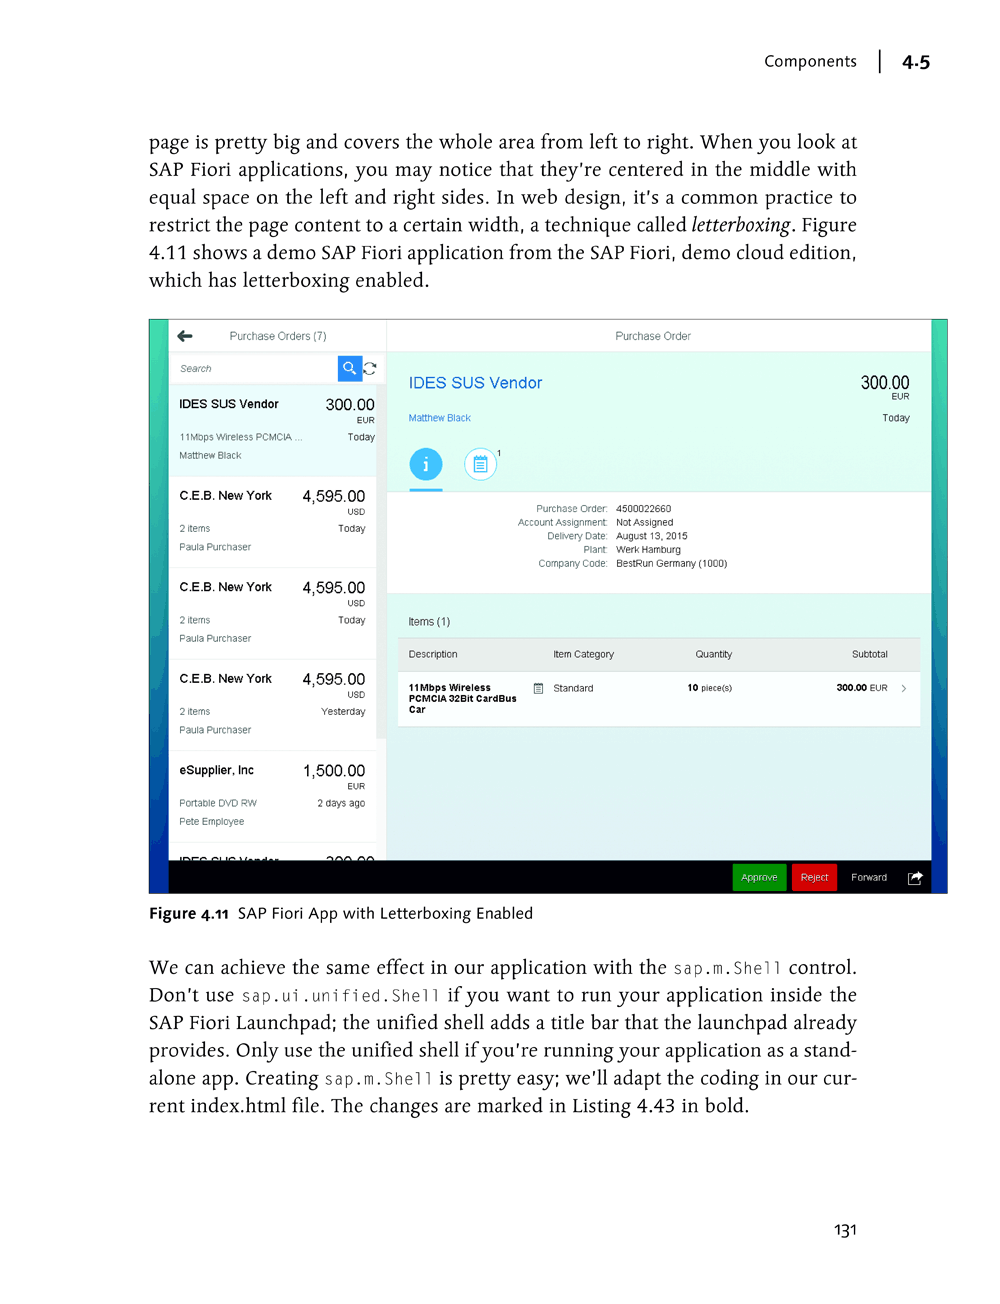 Components | 4.5
page is pretty big and covers the whole area from left to right. When you look at
SAP Fiori applications, you may notice that they're centered in the middle with
equal space on the left and right sides. In web design, it's a common practice to
restrict the page content to a certain width, a technique called letterboxing. Figure
4.11 shows a demo SAP Fiori application from the SAP Fiori, demo cloud edition,
which has letterboxing enabled.
Purchase Orders (7)
Search
IDES SUS Vendor 300.00
EUR
11Mbps Wireless PCMCIA ... Today
Matthew Black
C.E.B. New York 4,595.00
USD
2 items Today
Paula Purchaser
C.E.B. New York 4,595.00
USD
2 items Today
Paula Purchaser
C.E.B. New York 4,595.00
USD
2 items Yesterday
Paula Purchaser
eSupplier, Inc 1,500.00
EUR
Portable DVD RW 2 days ago
Pete Employee
IDES SUS Vendor 300.00
Purchase Order
IDES SUS Vendor 300.00
EUR
Matthew Black Today
1
Purchase Order: 4500022660
Account Assignment: Not Assigned
Delivery Date: August 13, 2015
Plant: Werk Hamburg
Company Code: BestRun Germany (1000)
Items (1)
Description Item Category Quantity Subtotal
11Mbps Wireless Standard 10 piece(s) 300.00 EUR
PCMCIA 32Bit CardBus
Car
Approve Reject Forward
Figure 4.11 SAP Fiori App with Letterboxing Enabled
We can achieve the same effect in our application with the sap.m.Shell control.
Don't use sap.ui.unified.Shell if you want to run your application inside the
SAP Fiori Launchpad; the unified shell adds a title bar that the launchpad already
provides. Only use the unified shell if you're running your application as a stand-
alone app. Creating sap.m.Shell is pretty easy; we'll adapt the coding in our cur-
rent index.html file. The changes are marked in Listing 4.43 in bold.
131